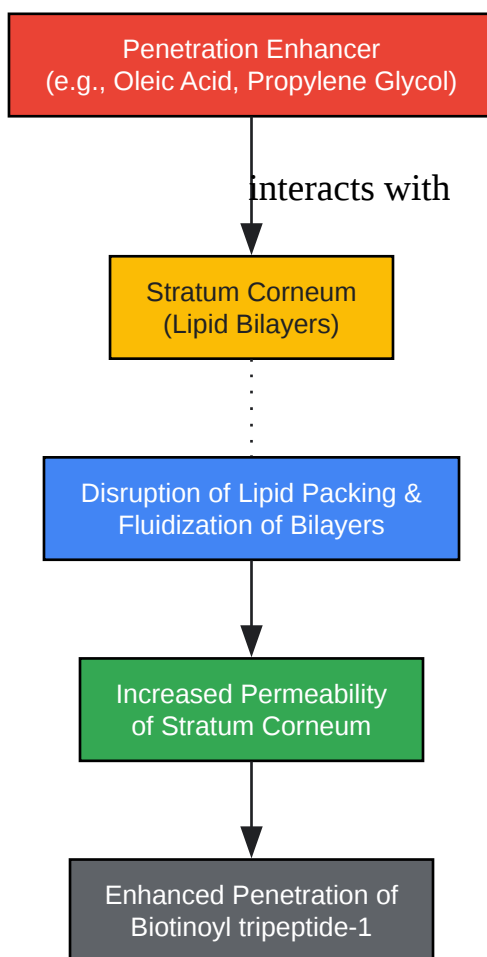 Penetration Enhancer
(e.g., Oleic Acid, Propylene Glycol)
interacts with
Stratum Corneum
(Lipid Bilayers)
Disruption of Lipid Packing &
Fluidization of Bilayers
Increased Permeability
of Stratum Corneum
Enhanced Penetration of
Biotinoyl tripeptide-1